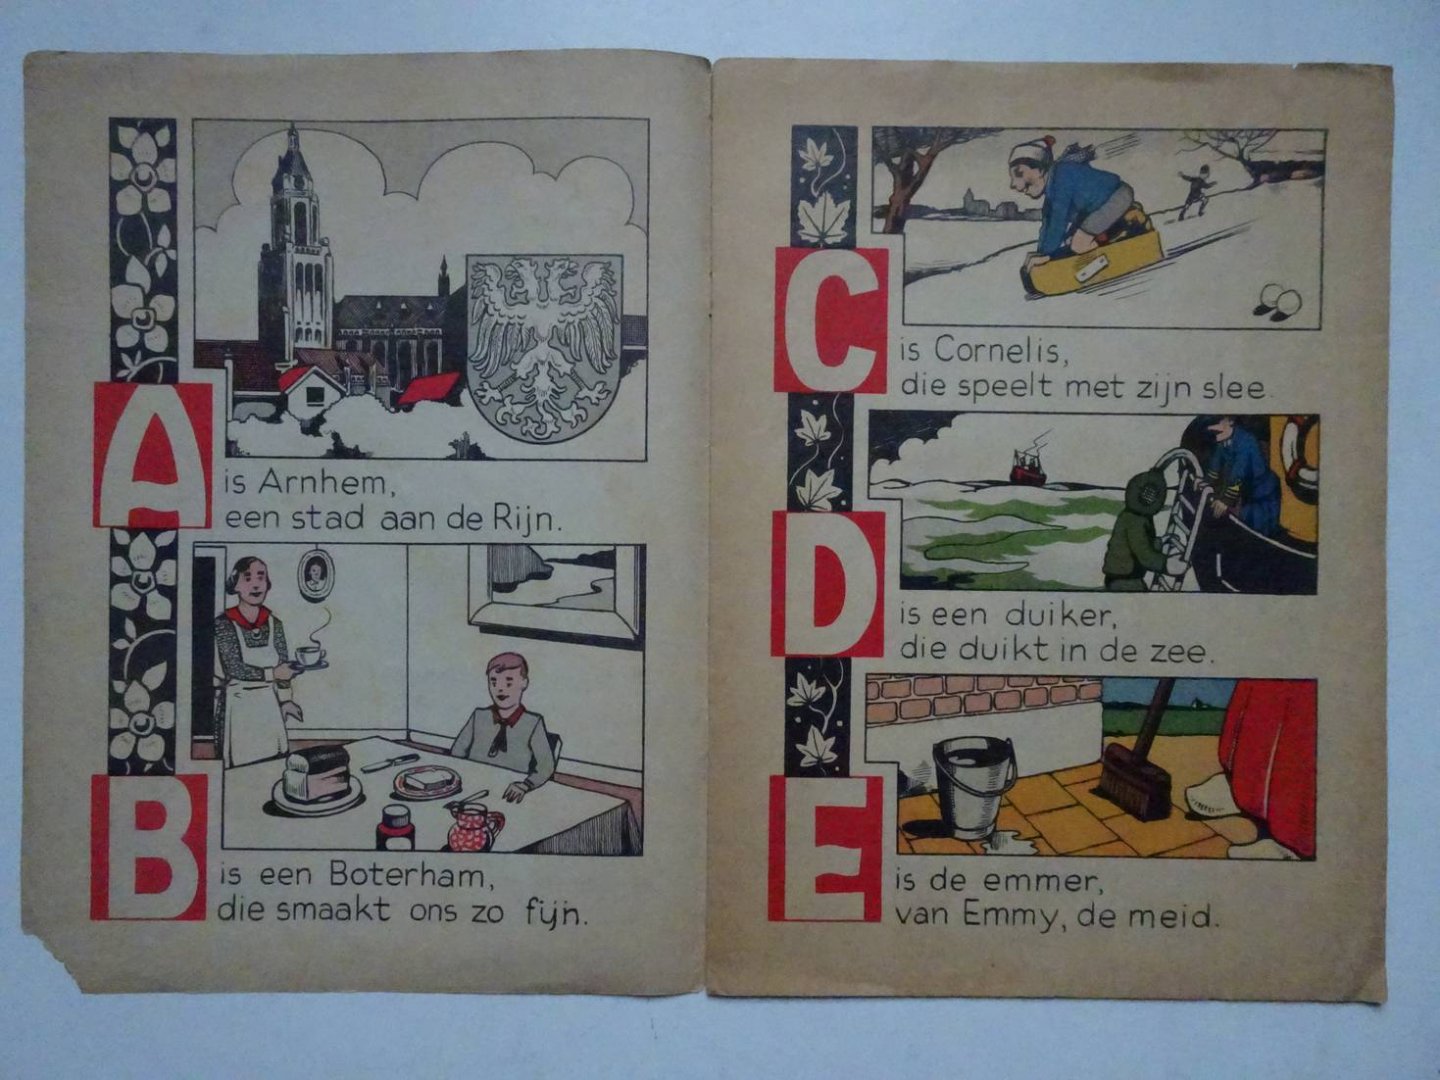 A
is Arnhem,
een stad aan de Rijn.
B
is een Boterham,
die smaakt ons zo fijn.
C
is Cornelis,
die speelt met zijn slee.
D
is een duiker,
die duikt in de zee.
E
is de emmer,
van Emmy, de meid.